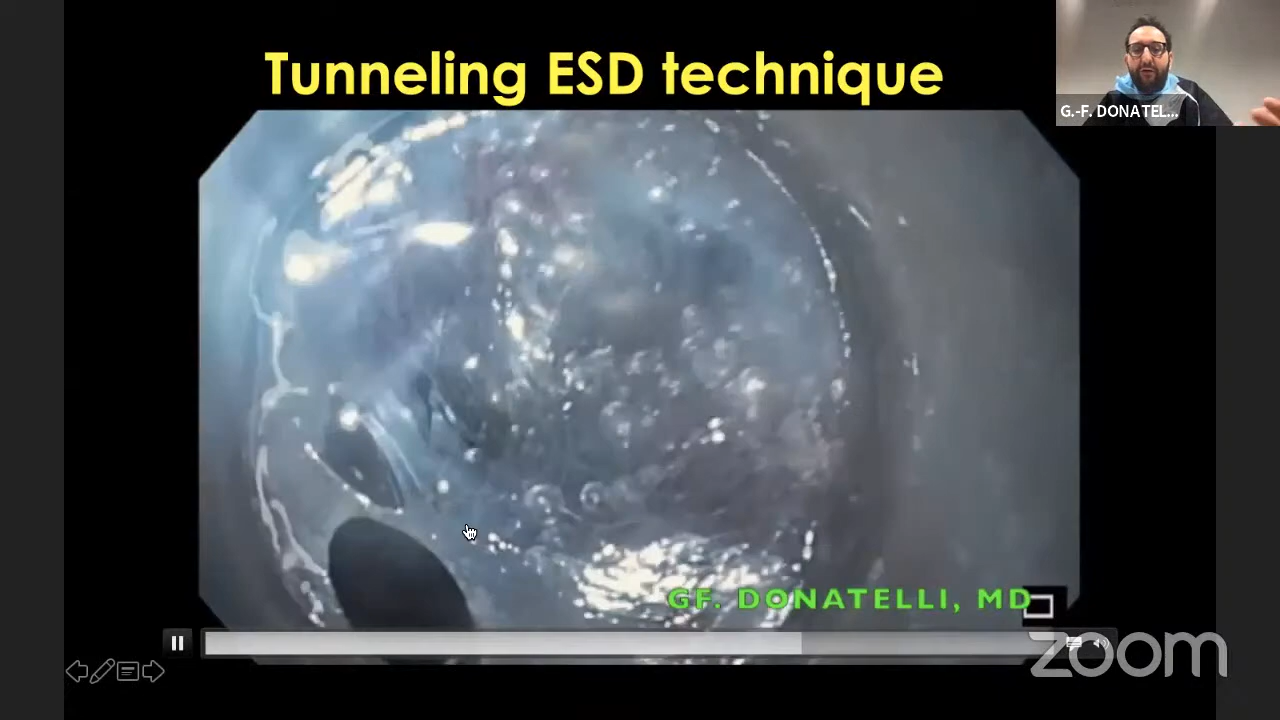 Tunneling ESD technique
G.-F. DONATEL...
GF. DONATELLI, MD
zoom